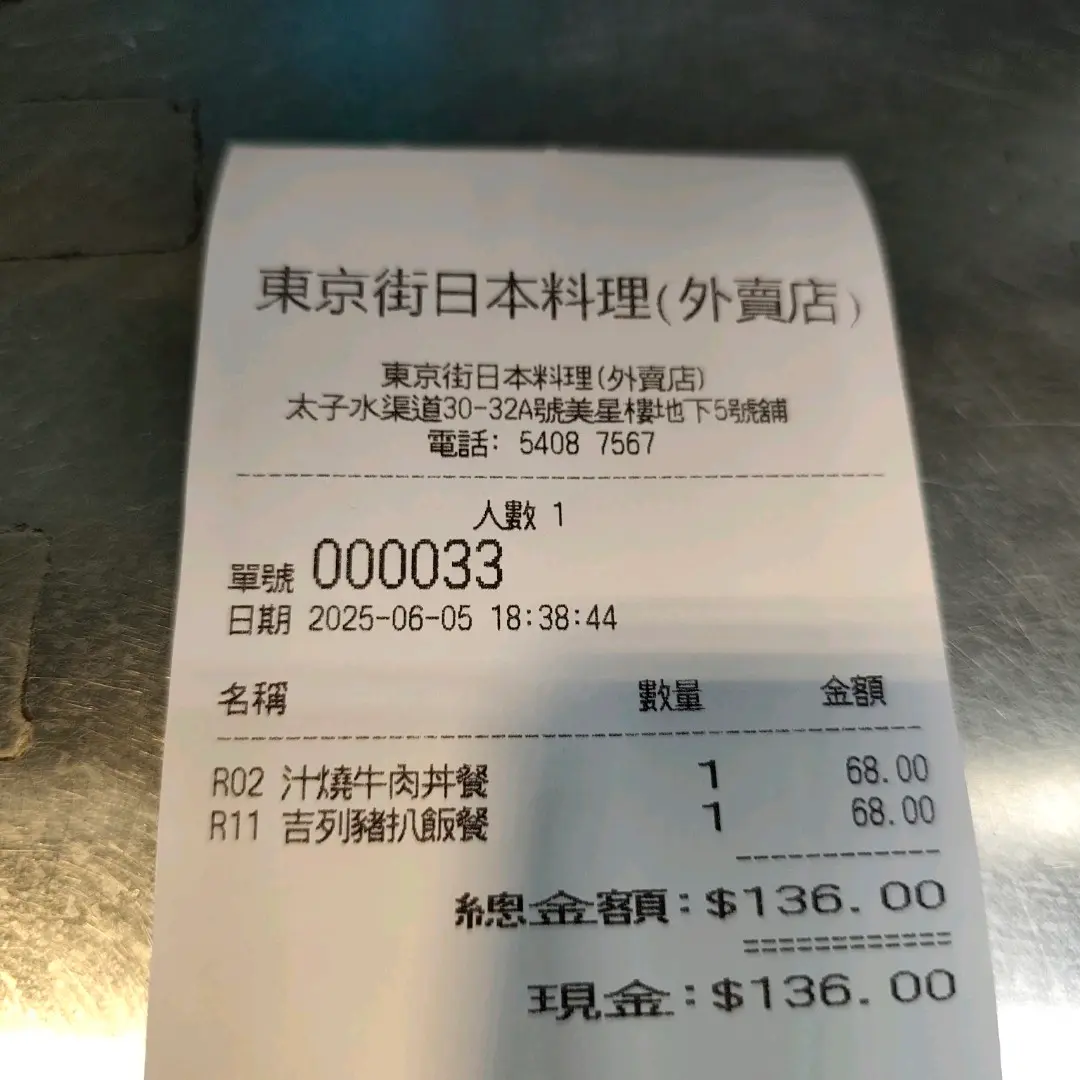 東京街日本料理(外賣店)
東京街日本料理(外賣店)
太子水渠道30-32A號美星樓地下5號舖
電話: 5408 7567
人數 1
單號 000033
日期 2025-06-05 18:38:44
名稱 數量 金額
R02 汁燒牛肉丼餐 1 68.00
R11 吉列豬扒飯餐 1 68.00
總金額:$136.00
現金:$136.00